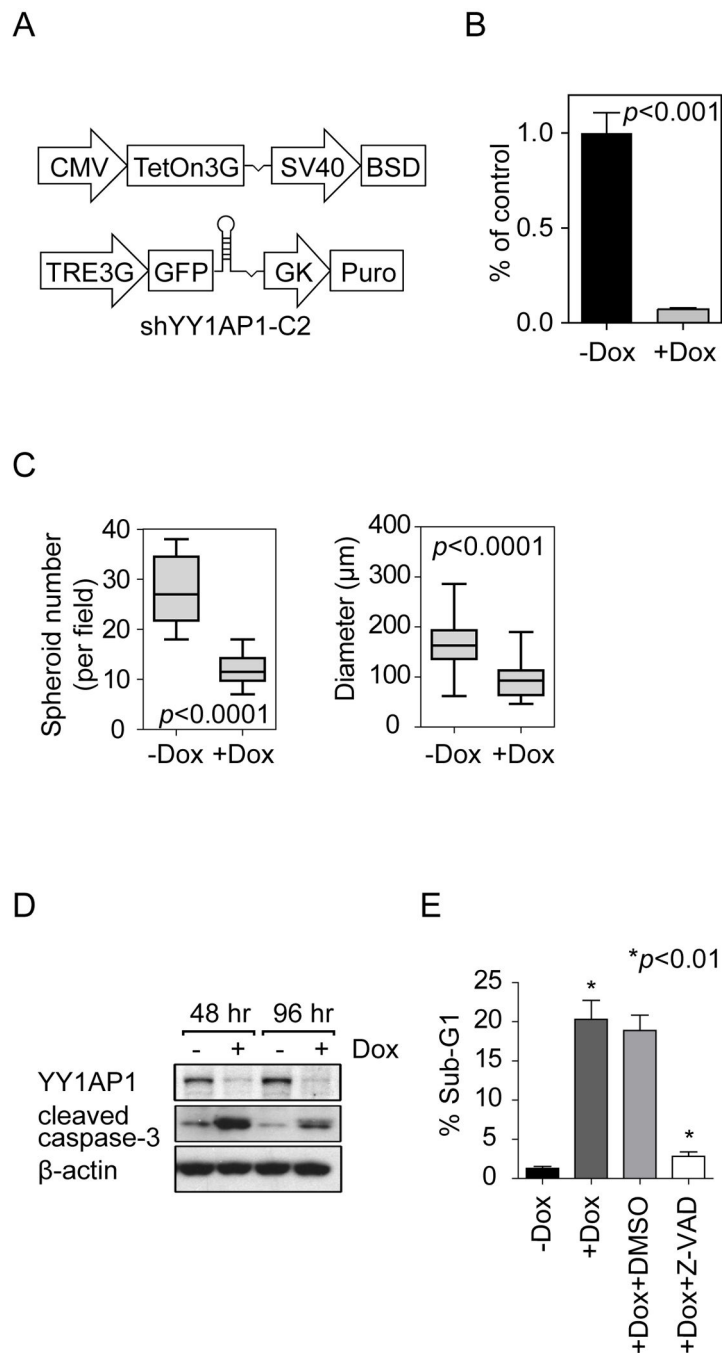 A
CMV TetOn3G SV40 BSD
TRE3G GFP GK Puro
shYY1AP1-C2
B
% of control
p<0.001
1.0
0.5
0.0
-Dox +Dox
C
Spheroid number
(per field)
40
30
20
10
0
p<0.0001
-Dox +Dox
Diameter (μm)
400
300
200
100
0
p<0.0001
-Dox +Dox
D
48 hr 96 hr
- + - + Dox
YY1AP1
cleaved
caspase-3
β-actin
E
*p<0.01
% Sub-G1
25
20
15
10
5
0
*
*
-Dox
+Dox
+Dox+DMSO
+Dox+Z-VAD